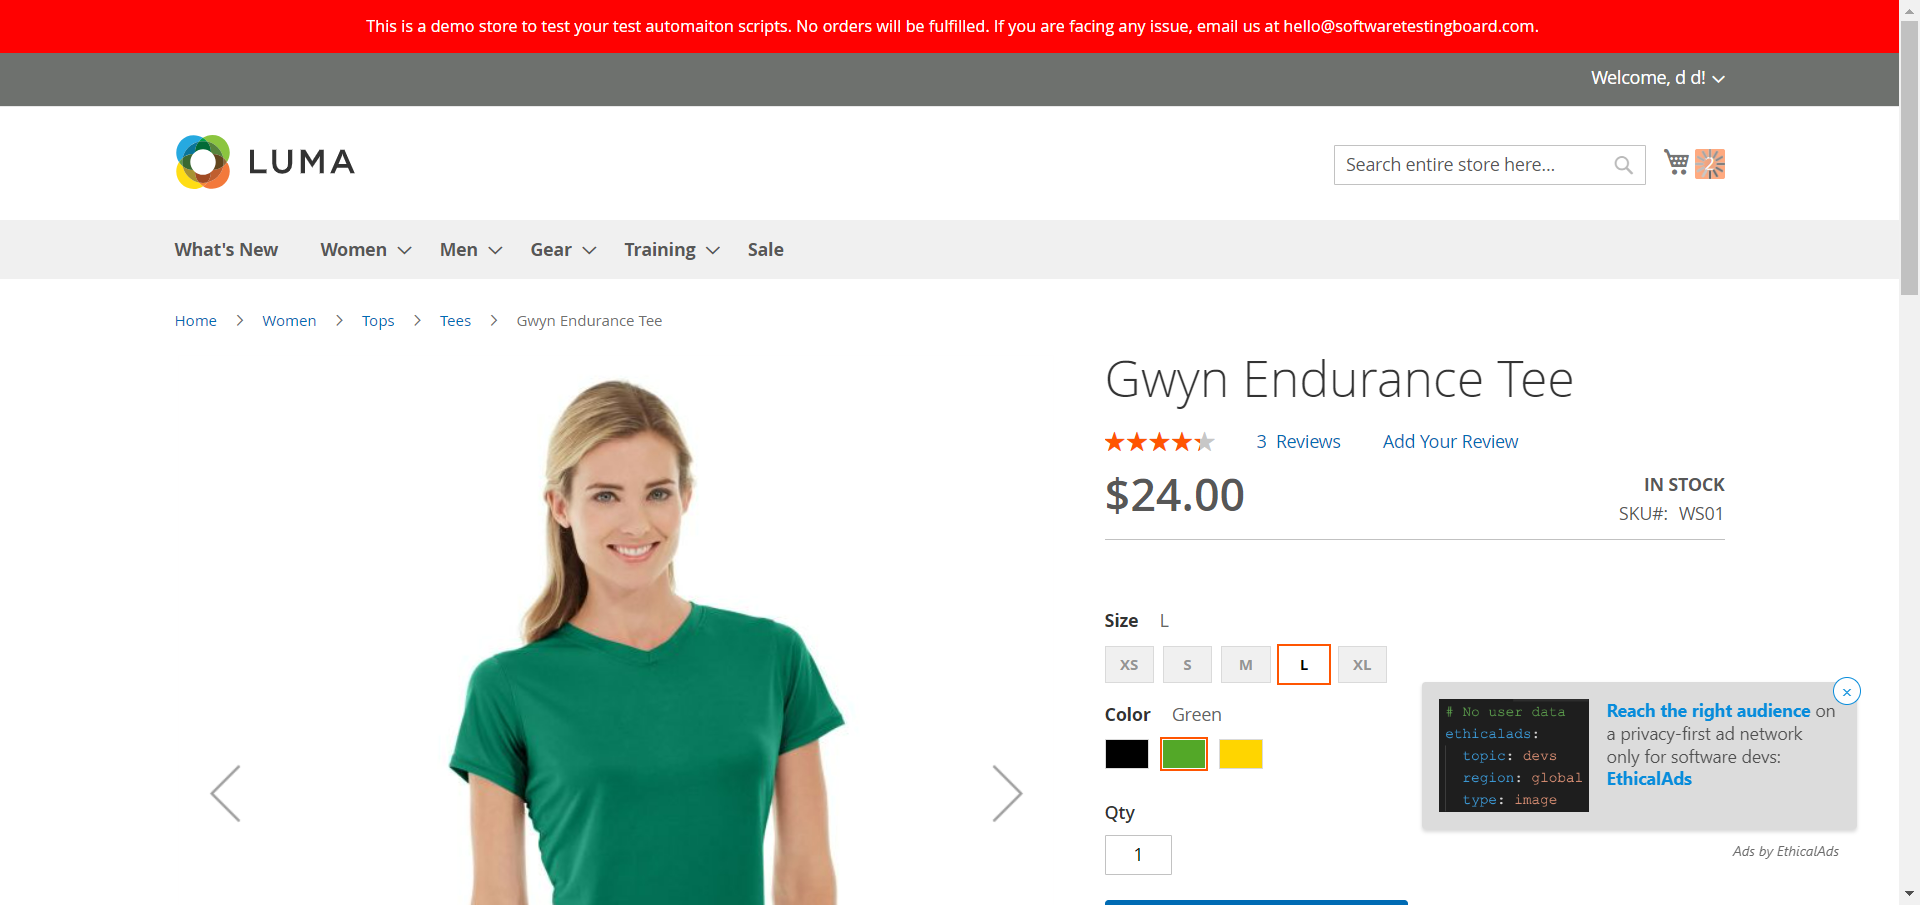 This is a demo store to test your test automaiton scripts. No orders will be fulfilled. If you are facing any issue, email us at hello@softwaretestingboard.com.
Welcome, d d!
LUMA
Search entire store here...
2
What's New Women Men Gear Training Sale
Home Women Tops Tees Gwyn Endurance Tee
Gwyn Endurance Tee
3 Reviews Add Your Review
$24.00
IN STOCK
SKU#: WS01
Size L
XS S M L XL
Color Green
Qty
1
# No user data
ethicalads:
topic: devs
region: global
type: image
Reach the right audience on
a privacy-first ad network
only for software devs:
EthicalAds
Ads by EthicalAds